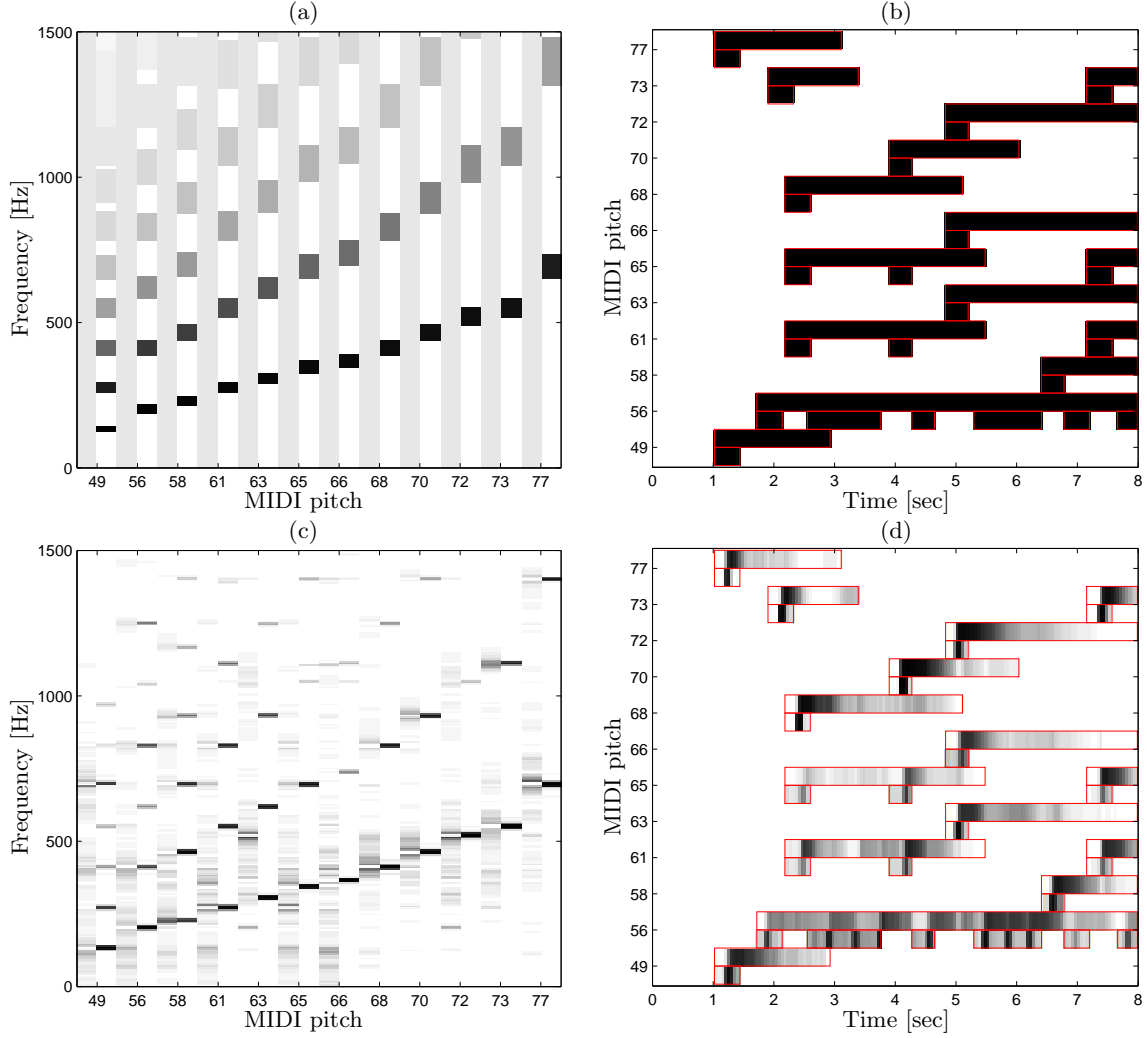 (a)
1500
1000
500
0
Frequency [Hz]
49 56 58 61 63 65 66 68 70 72 73 77
MIDI pitch
(b)
77
73
72
70
68
66
65
63
61
58
56
49
MIDI pitch
0 1 2 3 4 5 6 7 8
Time [sec]
(c)
1500
1000
500
0
Frequency [Hz]
49 56 58 61 63 65 66 68 70 72 73 77
MIDI pitch
(d)
77
73
72
70
68
66
65
63
61
58
56
49
MIDI pitch
0 1 2 3 4 5 6 7 8
Time [sec]